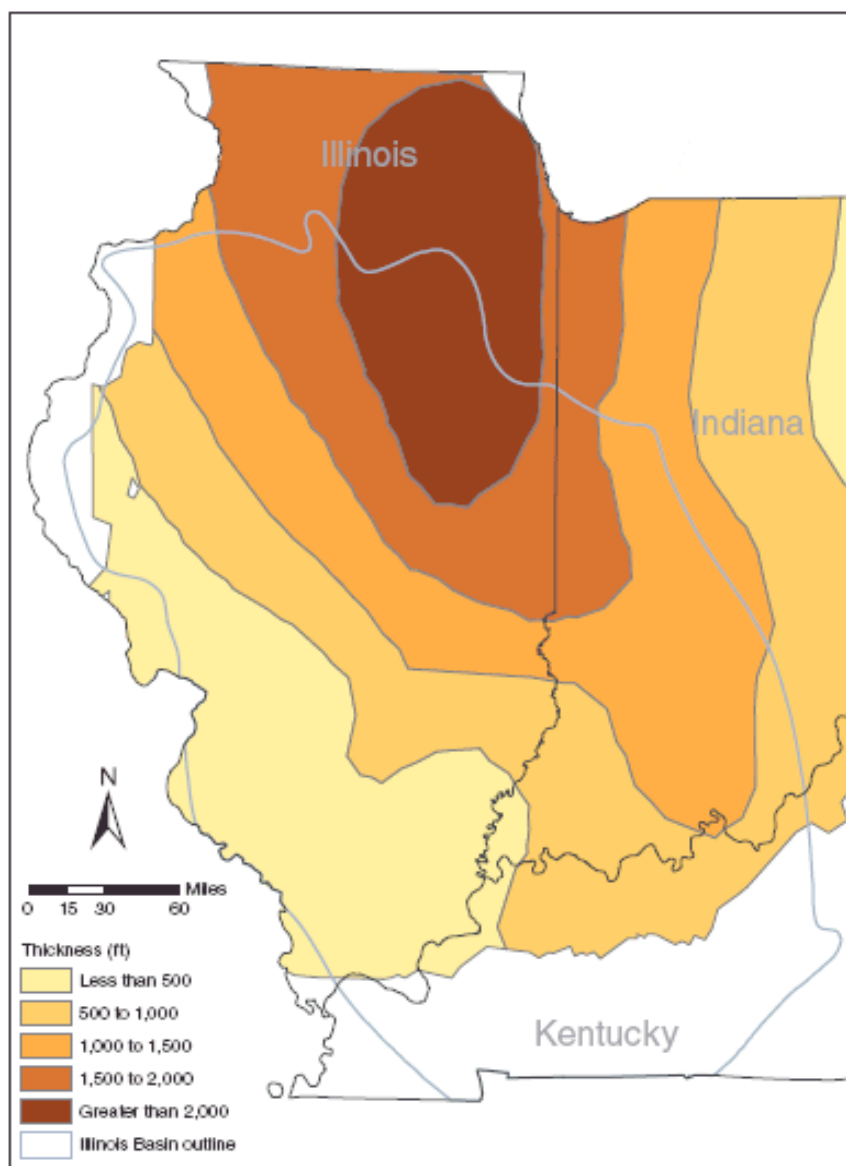 Illinois
Indiana
N
Miles
0 15 30 60
Thickness (ft)
Less than 500
500 to 1,000
1,000 to 1,500
1,500 to 2,000
Greater than 2,000
Illinois Basin outline
Kentucky